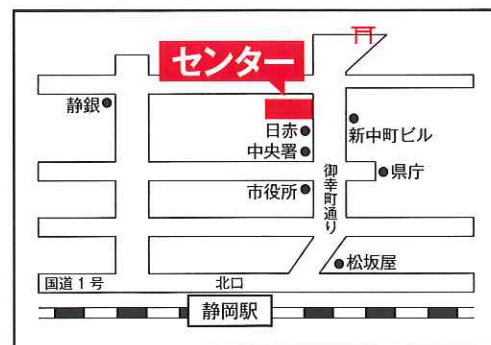 センター
静銀
日赤
新中町ビル
中央署
県庁
市役所
御幸町通り
松坂屋
国道1号
北口
静岡駅